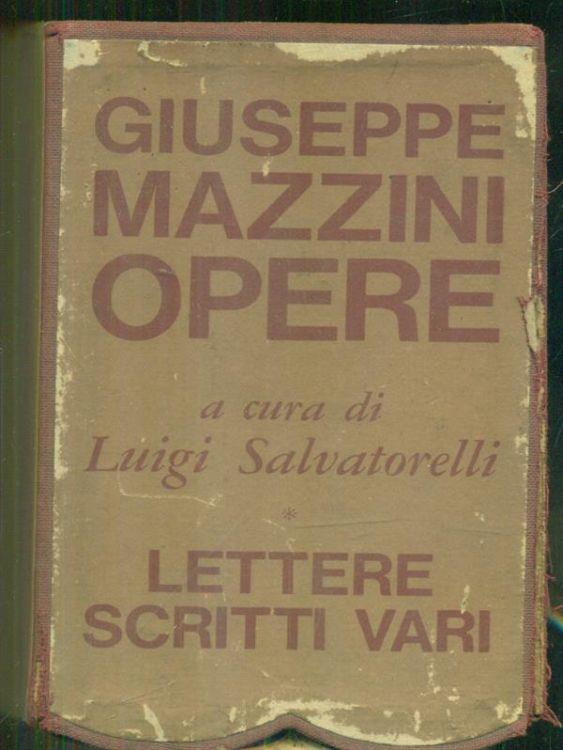 GIUSEPPE
MAZZINI
OPERE
a cura di
Luigi Salvatorelli
*
LETTERE
SCRITTI VARI